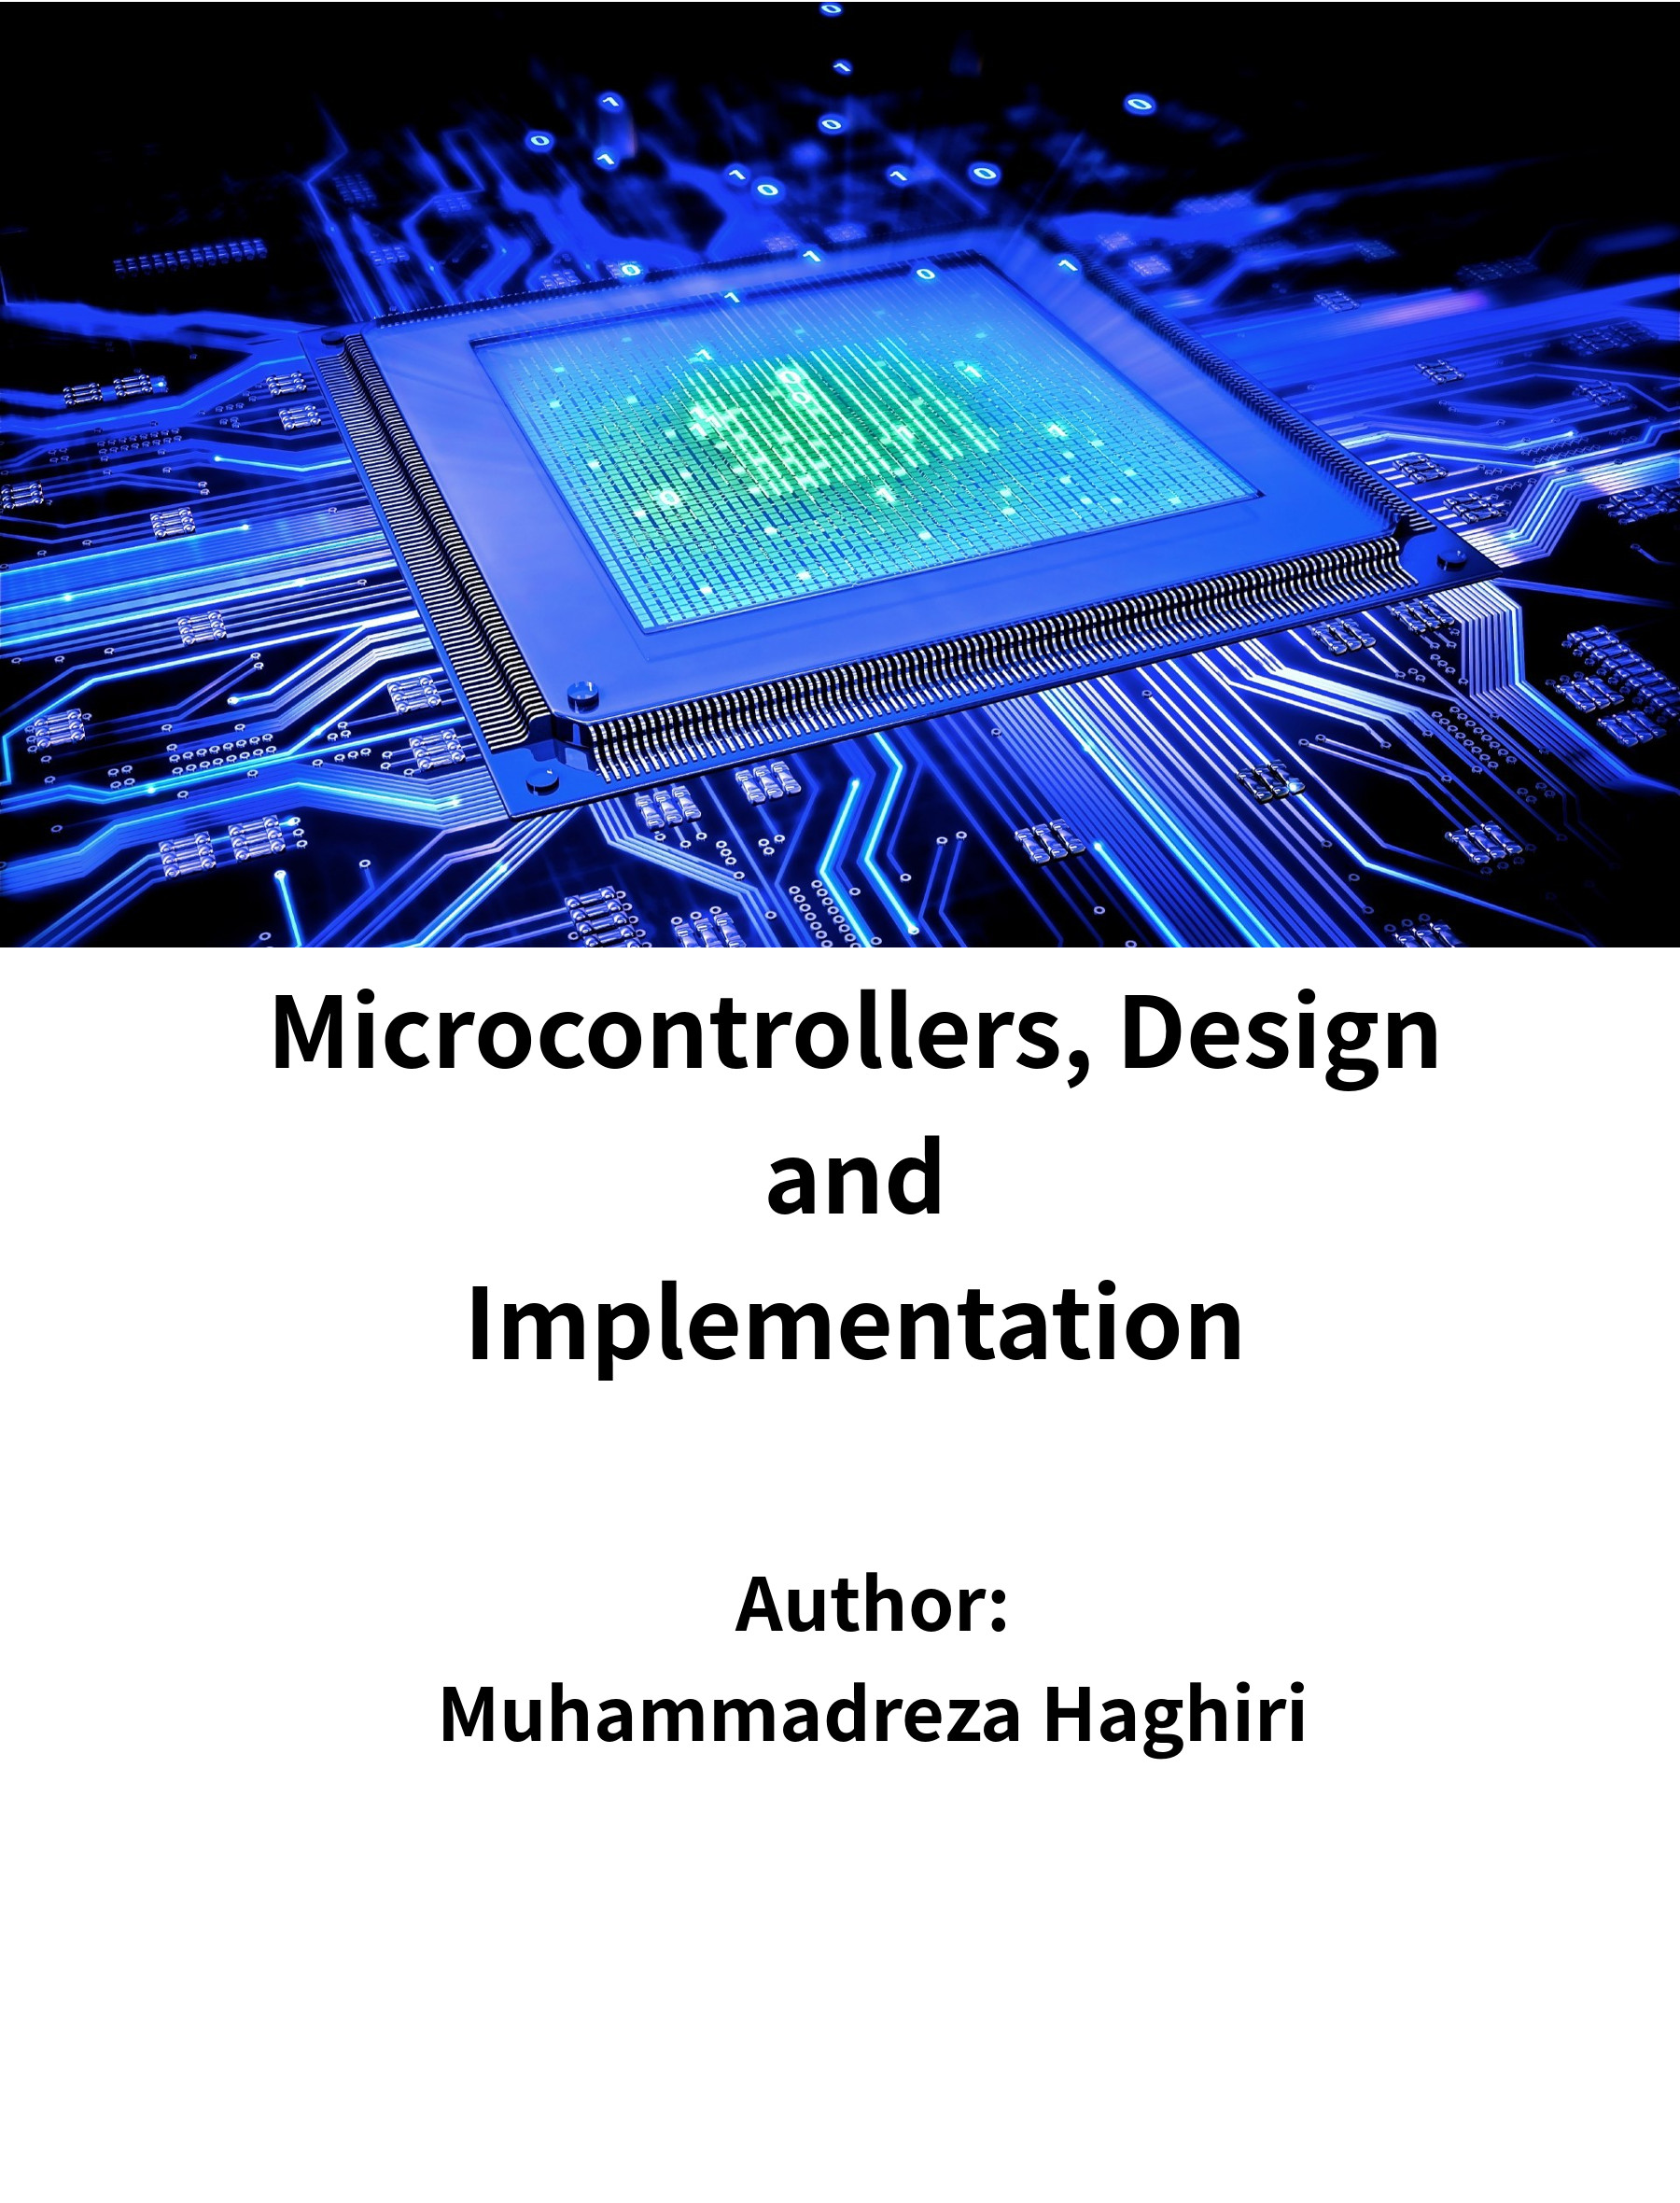 Microcontrollers, Design
and
Implementation
Author:
Muhammadreza Haghiri